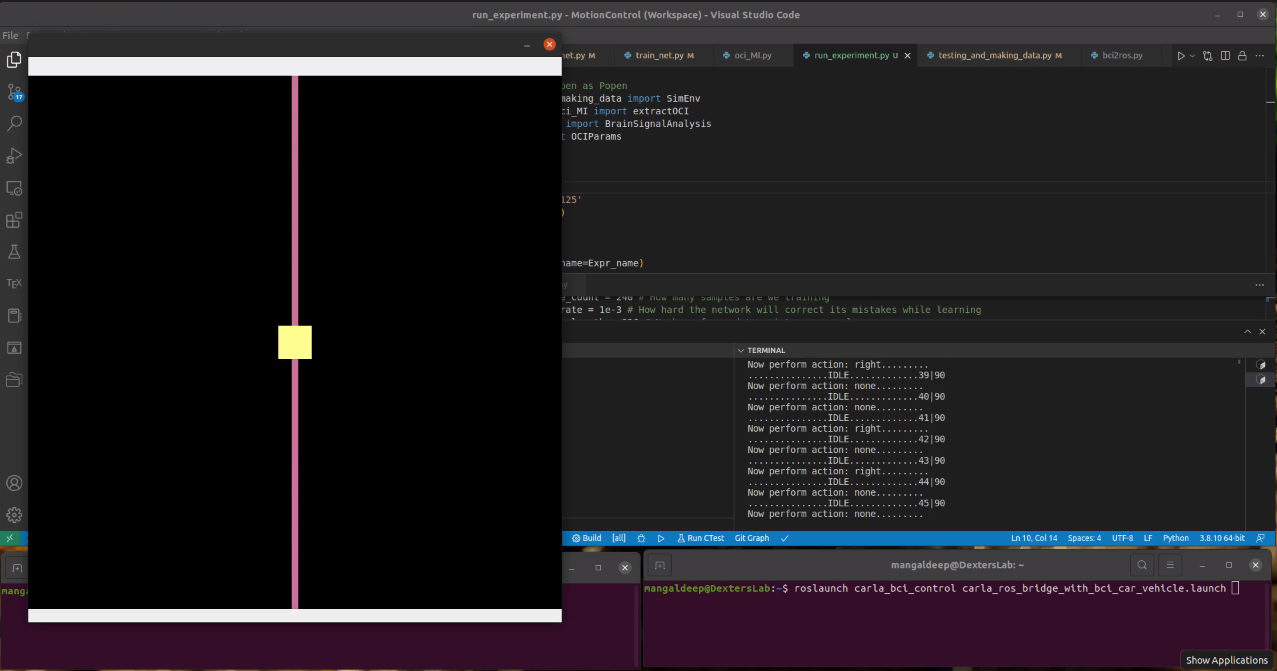 run_experiment.py - MotionControl (Workspace) - Visual Studio Code
File
net.py M
train_net.py M
oci_MI.py
run_experiment.py U
testing_and_making_data.py M
bci2ros.py
pen as Popen
making_data import SimEnv
ci_MI import extractOCI
import BrainSignalAnalysis
t OCIParams
125'
)
name=Expr_name)
e_count = 240 # How many samples are we training
rate = 1e-3 # How hard the network will correct its mistakes while learning
17
TEX
TERMINAL
Now perform action: right.........
...............IDLE.............39|90
Now perform action: none.........
...............IDLE.............40|90
Now perform action: none.........
...............IDLE.............41|90
Now perform action: right.........
...............IDLE.............42|90
Now perform action: none.........
...............IDLE.............43|90
Now perform action: right.........
...............IDLE.............44|90
Now perform action: none.........
...............IDLE.............45|90
Now perform action: none.........
Build [all] Run CTest Git Graph Ln 10, Col 14 Spaces: 4 UTF-8 LF Python 3.8.10 64-bit
mangaldeep@DextersLab: ~
mangaldeep@DextersLab:~$ roslaunch carla_bci_control carla_ros_bridge_with_bci_car_vehicle.launch
Show Applications